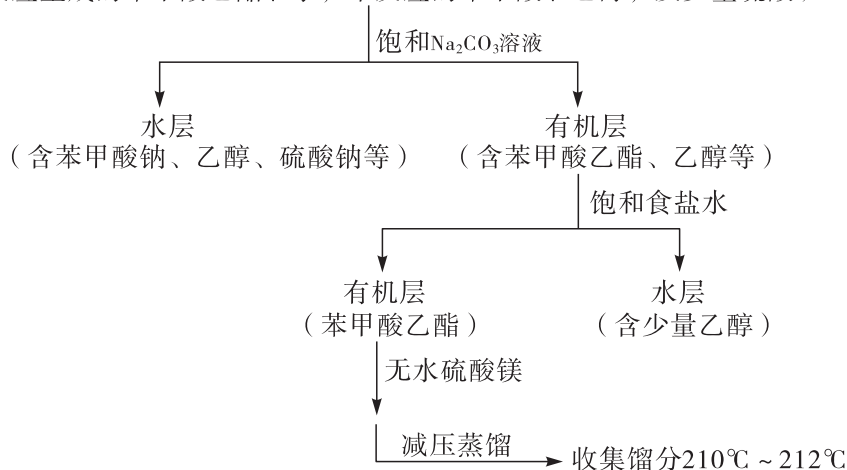 饱和Na₂CO₃溶液
水层
有机层
（含苯甲酸钠、乙醇、硫酸钠等）
（含苯甲酸乙酯、乙醇等）
饱和食盐水
有机层
水层
（苯甲酸乙酯）
（含少量乙醇）
无水硫酸镁
减压蒸馏
收集馏分210℃～212℃